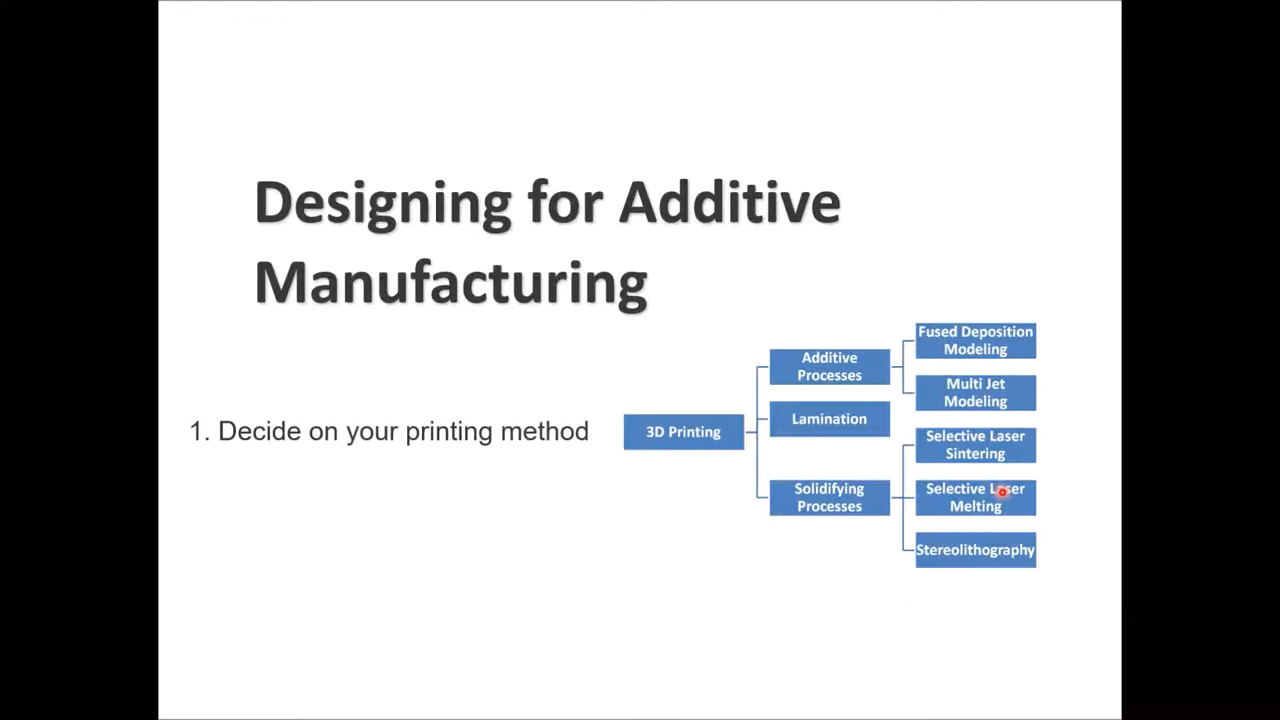 Designing for Additive
Manufacturing
1. Decide on your printing method
3D Printing
Additive
Processes
Lamination
Solidifying
Processes
Fused Deposition
Modeling
Multi Jet
Modeling
Selective Laser
Sintering
Selective Laser
Melting
Stereolithography